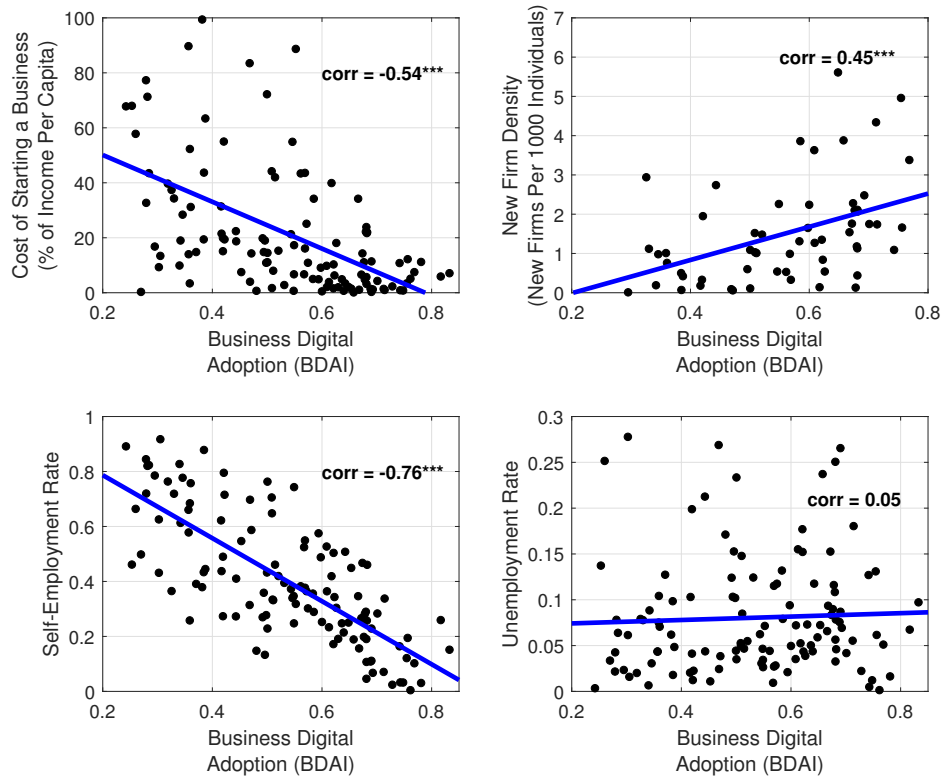 Cost of Starting a Business
(% of Income Per Capita)
100
80
60
40
20
0
corr = -0.54***
0.2 0.4 0.6 0.8
Business Digital
Adoption (BDAI)
New Firm Density
(New Firms Per 1000 Individuals)
7
6
5
4
3
2
1
0
corr = 0.45***
0.2 0.3 0.4 0.5 0.6 0.7 0.8
Business Digital
Adoption (BDAI)
Self-Employment Rate
1
0.8
0.6
0.4
0.2
0
corr = -0.76***
0.2 0.4 0.6 0.8
Business Digital
Adoption (BDAI)
Unemployment Rate
0.3
0.25
0.2
0.15
0.1
0.05
0
corr = 0.05
0.2 0.4 0.6 0.8
Business Digital
Adoption (BDAI)